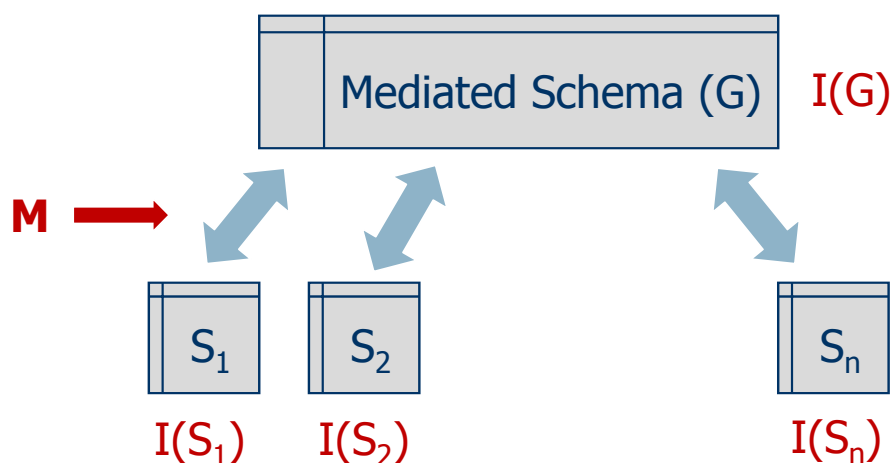 Mediated Schema (G)
I(G)
M
S₁
S₂
Sₙ
I(S₁)
I(S₂)
I(Sₙ)